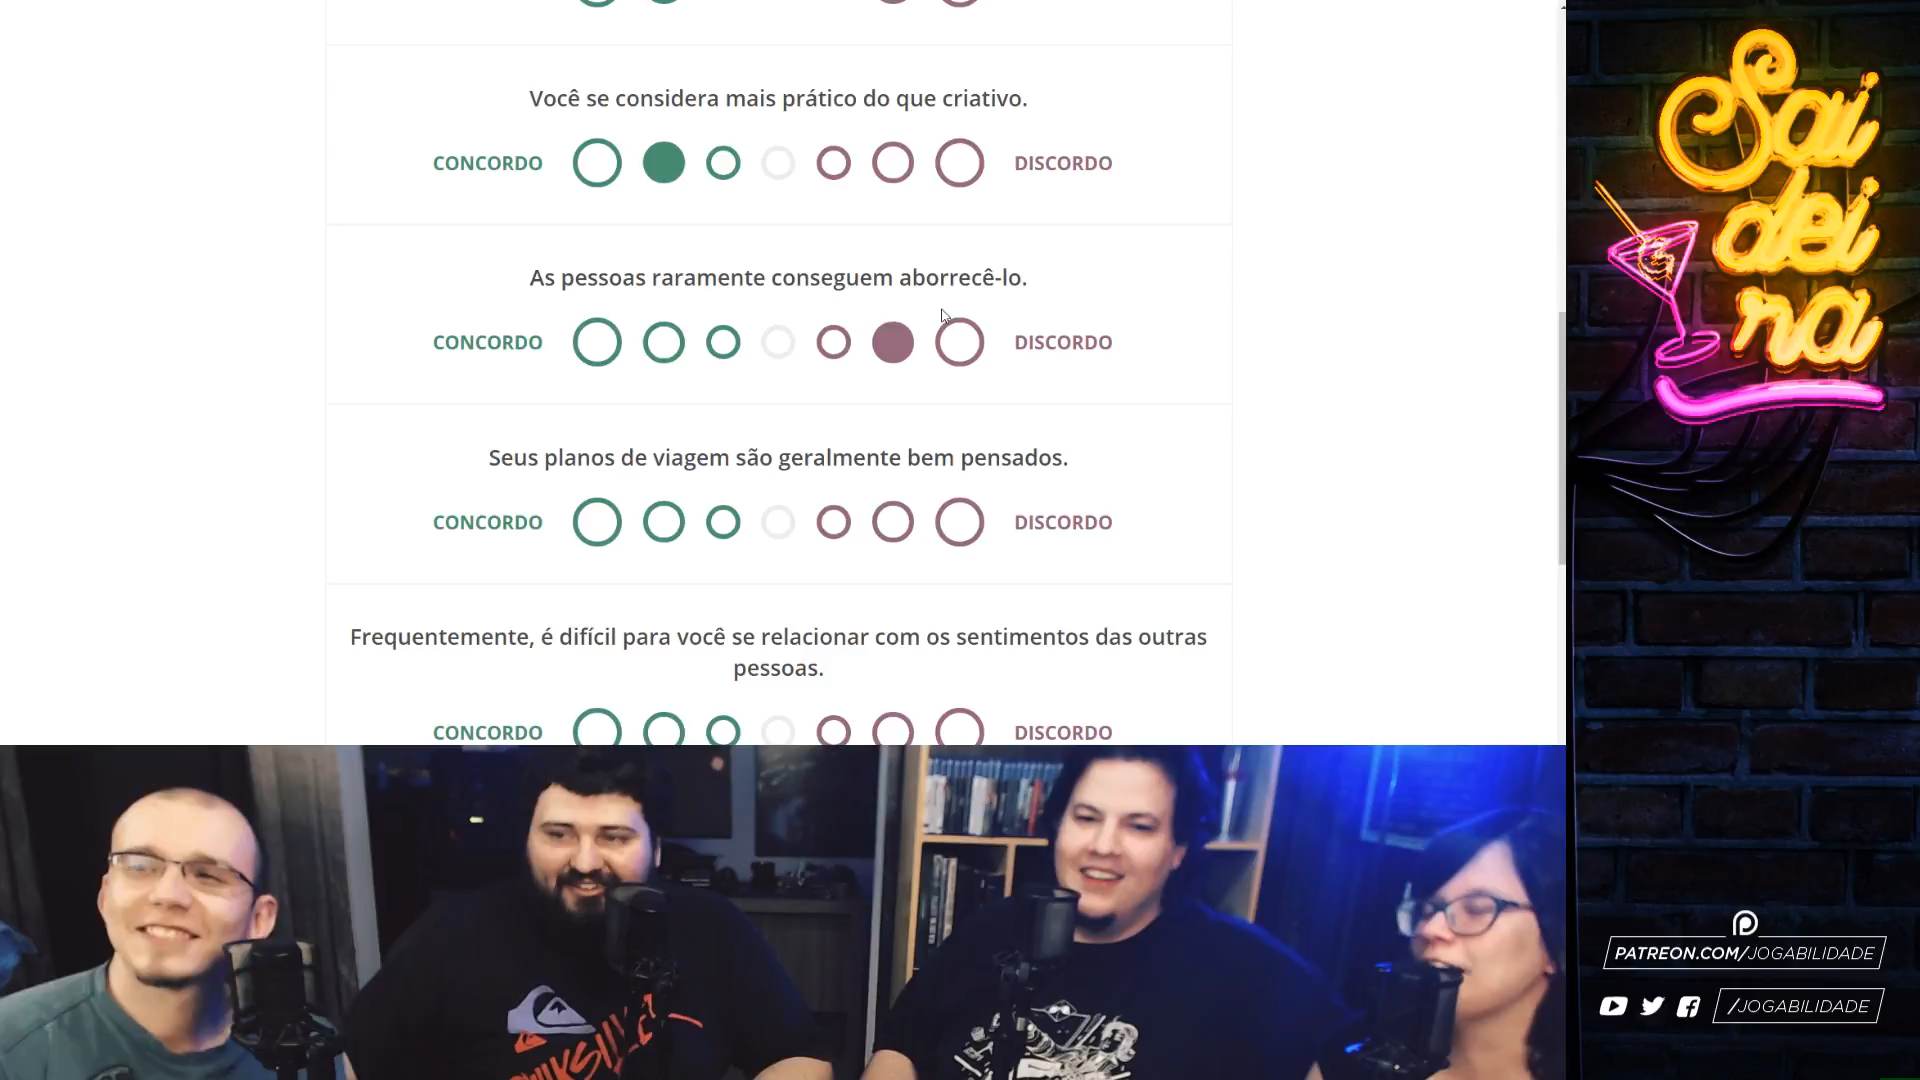 Você se considera mais prático do que criativo.
CONCORDO
DISCORDO
As pessoas raramente conseguem aborrecê-lo.
CONCORDO
DISCORDO
Seus planos de viagem são geralmente bem pensados.
CONCORDO
DISCORDO
Frequentemente, é difícil para você se relacionar com os sentimentos das outras
pessoas.
CONCORDO
DISCORDO
Sai
dei
ra
PATREON.COM/JOGABILIDADE
/JOGABILIDADE